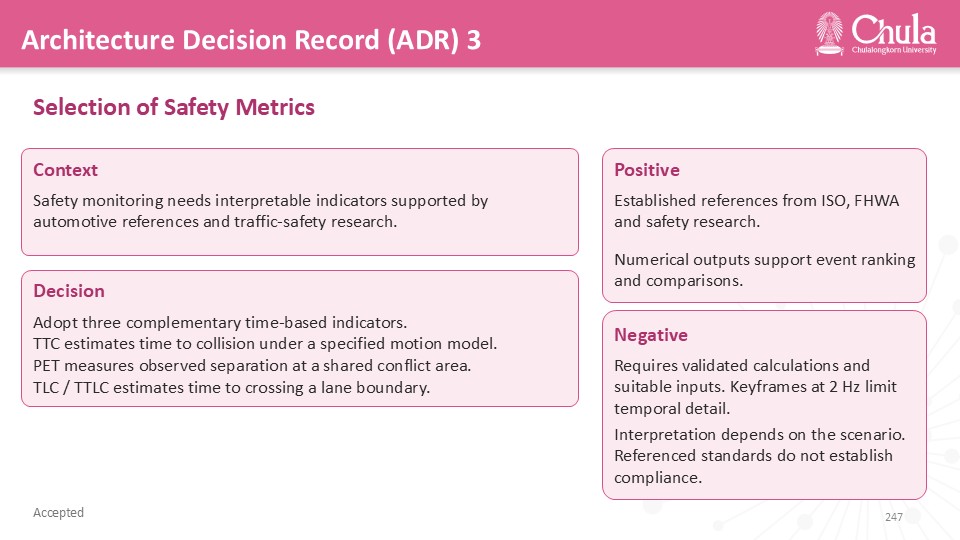 Architecture Decision Record (ADR) 3
Chula
Chulalongkorn University
Selection of Safety Metrics
Context
Safety monitoring needs interpretable indicators supported by
automotive references and traffic-safety research.
Decision
Adopt three complementary time-based indicators.
TTC estimates time to collision under a specified motion model.
PET measures observed separation at a shared conflict area.
TLC / TTLC estimates time to crossing a lane boundary.
Positive
Established references from ISO, FHWA
and safety research.
Numerical outputs support event ranking
and comparisons.
Negative
Requires validated calculations and
suitable inputs. Keyframes at 2 Hz limit
temporal detail.
Interpretation depends on the scenario.
Referenced standards do not establish
compliance.
Accepted
247